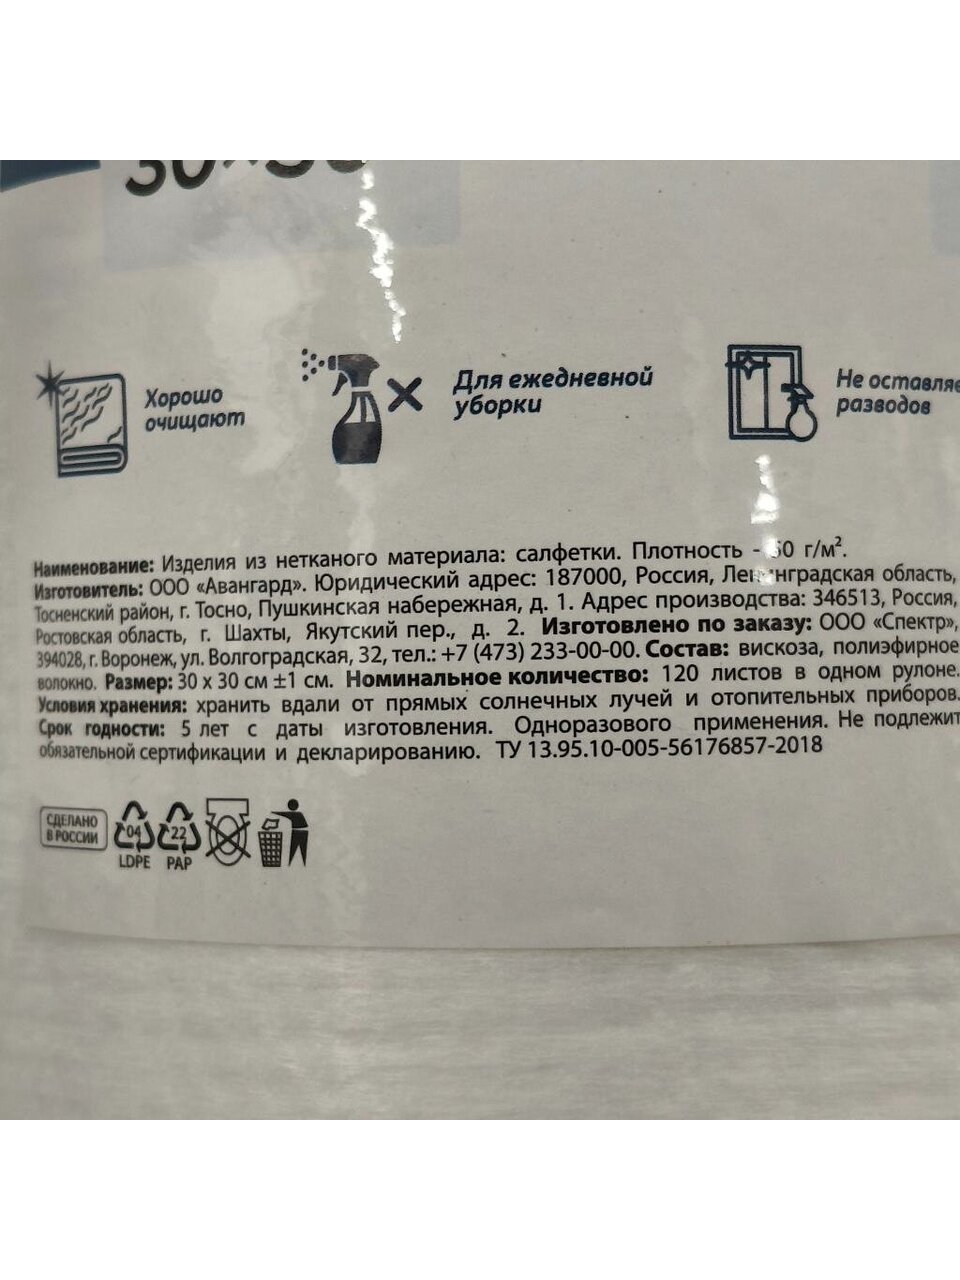 Хорошо
очищают
Для ежедневной
уборки
Не оставляе
разводов
Наименование: Изделия из нетканого материала: салфетки. Плотность - 60 г/м².
Изготовитель: ООО «Авангард». Юридический адрес: 187000, Россия, Ленинградская область,
Тосненский район, г. Тосно, Пушкинская набережная, д. 1. Адрес производства: 346513, Россия,
Ростовская область, г. Шахты, Якутский пер., д. 2. Изготовлено по заказу: ООО «Спектр»,
394028, г. Воронеж, ул. Волгоградская, 32, тел.: +7 (473) 233-00-00. Состав: вискоза, полиэфирное
волокно. Размер: 30 х 30 см ±1 см. Номинальное количество: 120 листов в одном рулоне.
Условия хранения: хранить вдали от прямых солнечных лучей и отопительных приборов.
Срок годности: 5 лет с даты изготовления. Одноразового применения. Не подлежит
обязательной сертификации и декларированию. ТУ 13.95.10-005-56176857-2018
СДЕЛАНО
В РОССИИ
04
LDPE
22
PAP